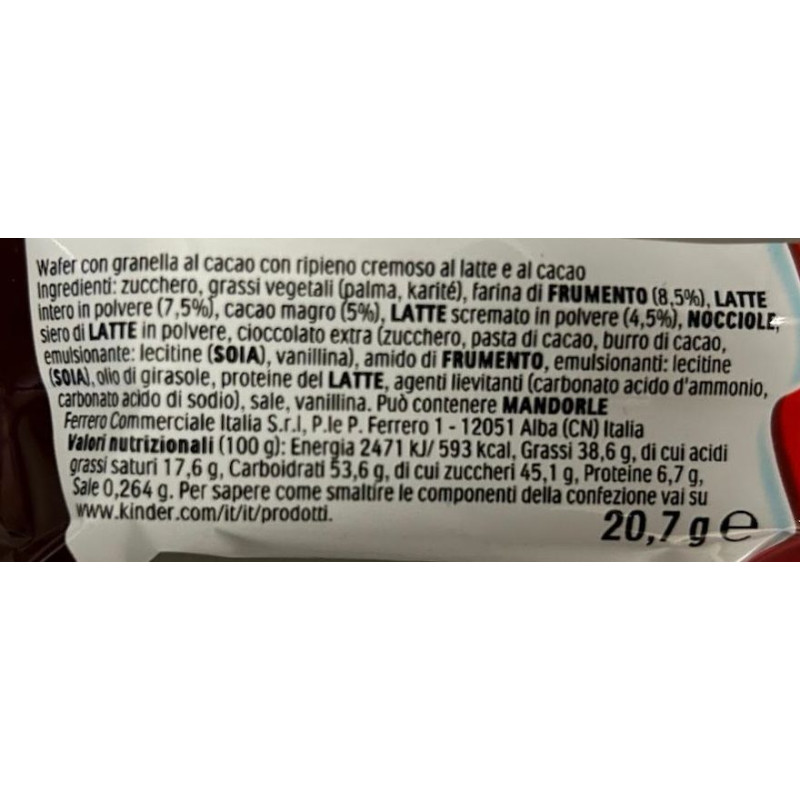 Wafer con granella al cacao con ripieno cremoso al latte e al cacao
Ingredienti: zucchero, grassi vegetali (palma, karité), farina di FRUMENTO (8,5%), LATTE
intero in polvere (7,5%), cacao magro (5%), LATTE scremato in polvere (4,5%), NOCCIOLE,
siero di LATTE in polvere, cioccolato extra (zucchero, pasta di cacao, burro di cacao,
emulsionante: lecitine (SOIA), vanillina), amido di FRUMENTO, emulsionanti: lecitine
(SOIA), olio di girasole, proteine del LATTE, agenti lievitanti (carbonato acido d'ammonio,
carbonato acido di sodio), sale, vanillina. Può contenere MANDORLE
Ferrero Commerciale Italia S.r.l, P.le P. Ferrero 1 - 12051 Alba (CN) Italia
Valori nutrizionali (100 g): Energia 2471 kJ/ 593 kcal, Grassi 38,6 g, di cui acidi
grassi saturi 17,6 g, Carboidrati 53,6 g, di cui zuccheri 45,1 g, Proteine 6,7 g,
Sale 0,264 g. Per sapere come smaltire le componenti della confezione vai su
www.kinder.com/it/it/prodotti.
20,7 g e